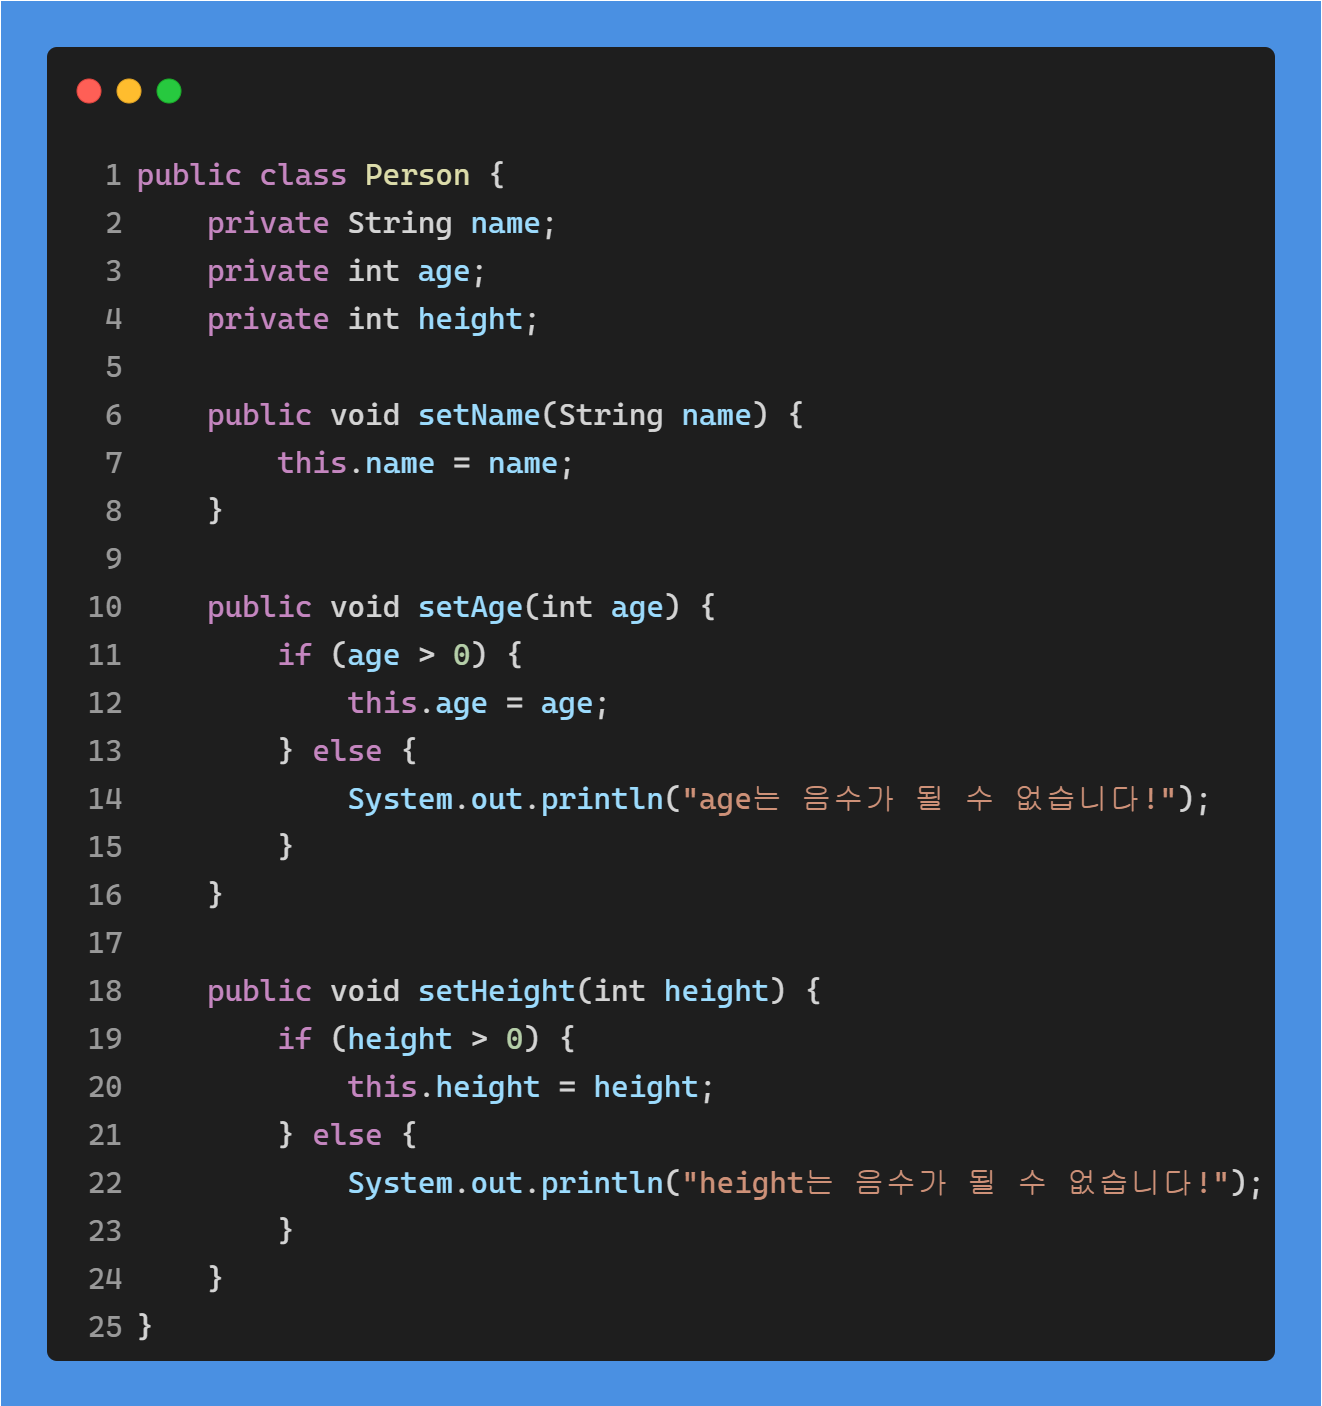 1 public class Person {
2     private String name;
3     private int age;
4     private int height;
5
6     public void setName(String name) {
7         this.name = name;
8     }
9
10     public void setAge(int age) {
11         if (age > 0) {
12             this.age = age;
13         } else {
14             System.out.println("age는 음수가 될 수 없습니다!");
15         }
16     }
17
18     public void setHeight(int height) {
19         if (height > 0) {
20             this.height = height;
21         } else {
22             System.out.println("height는 음수가 될 수 없습니다!");
23         }
24     }
25 }